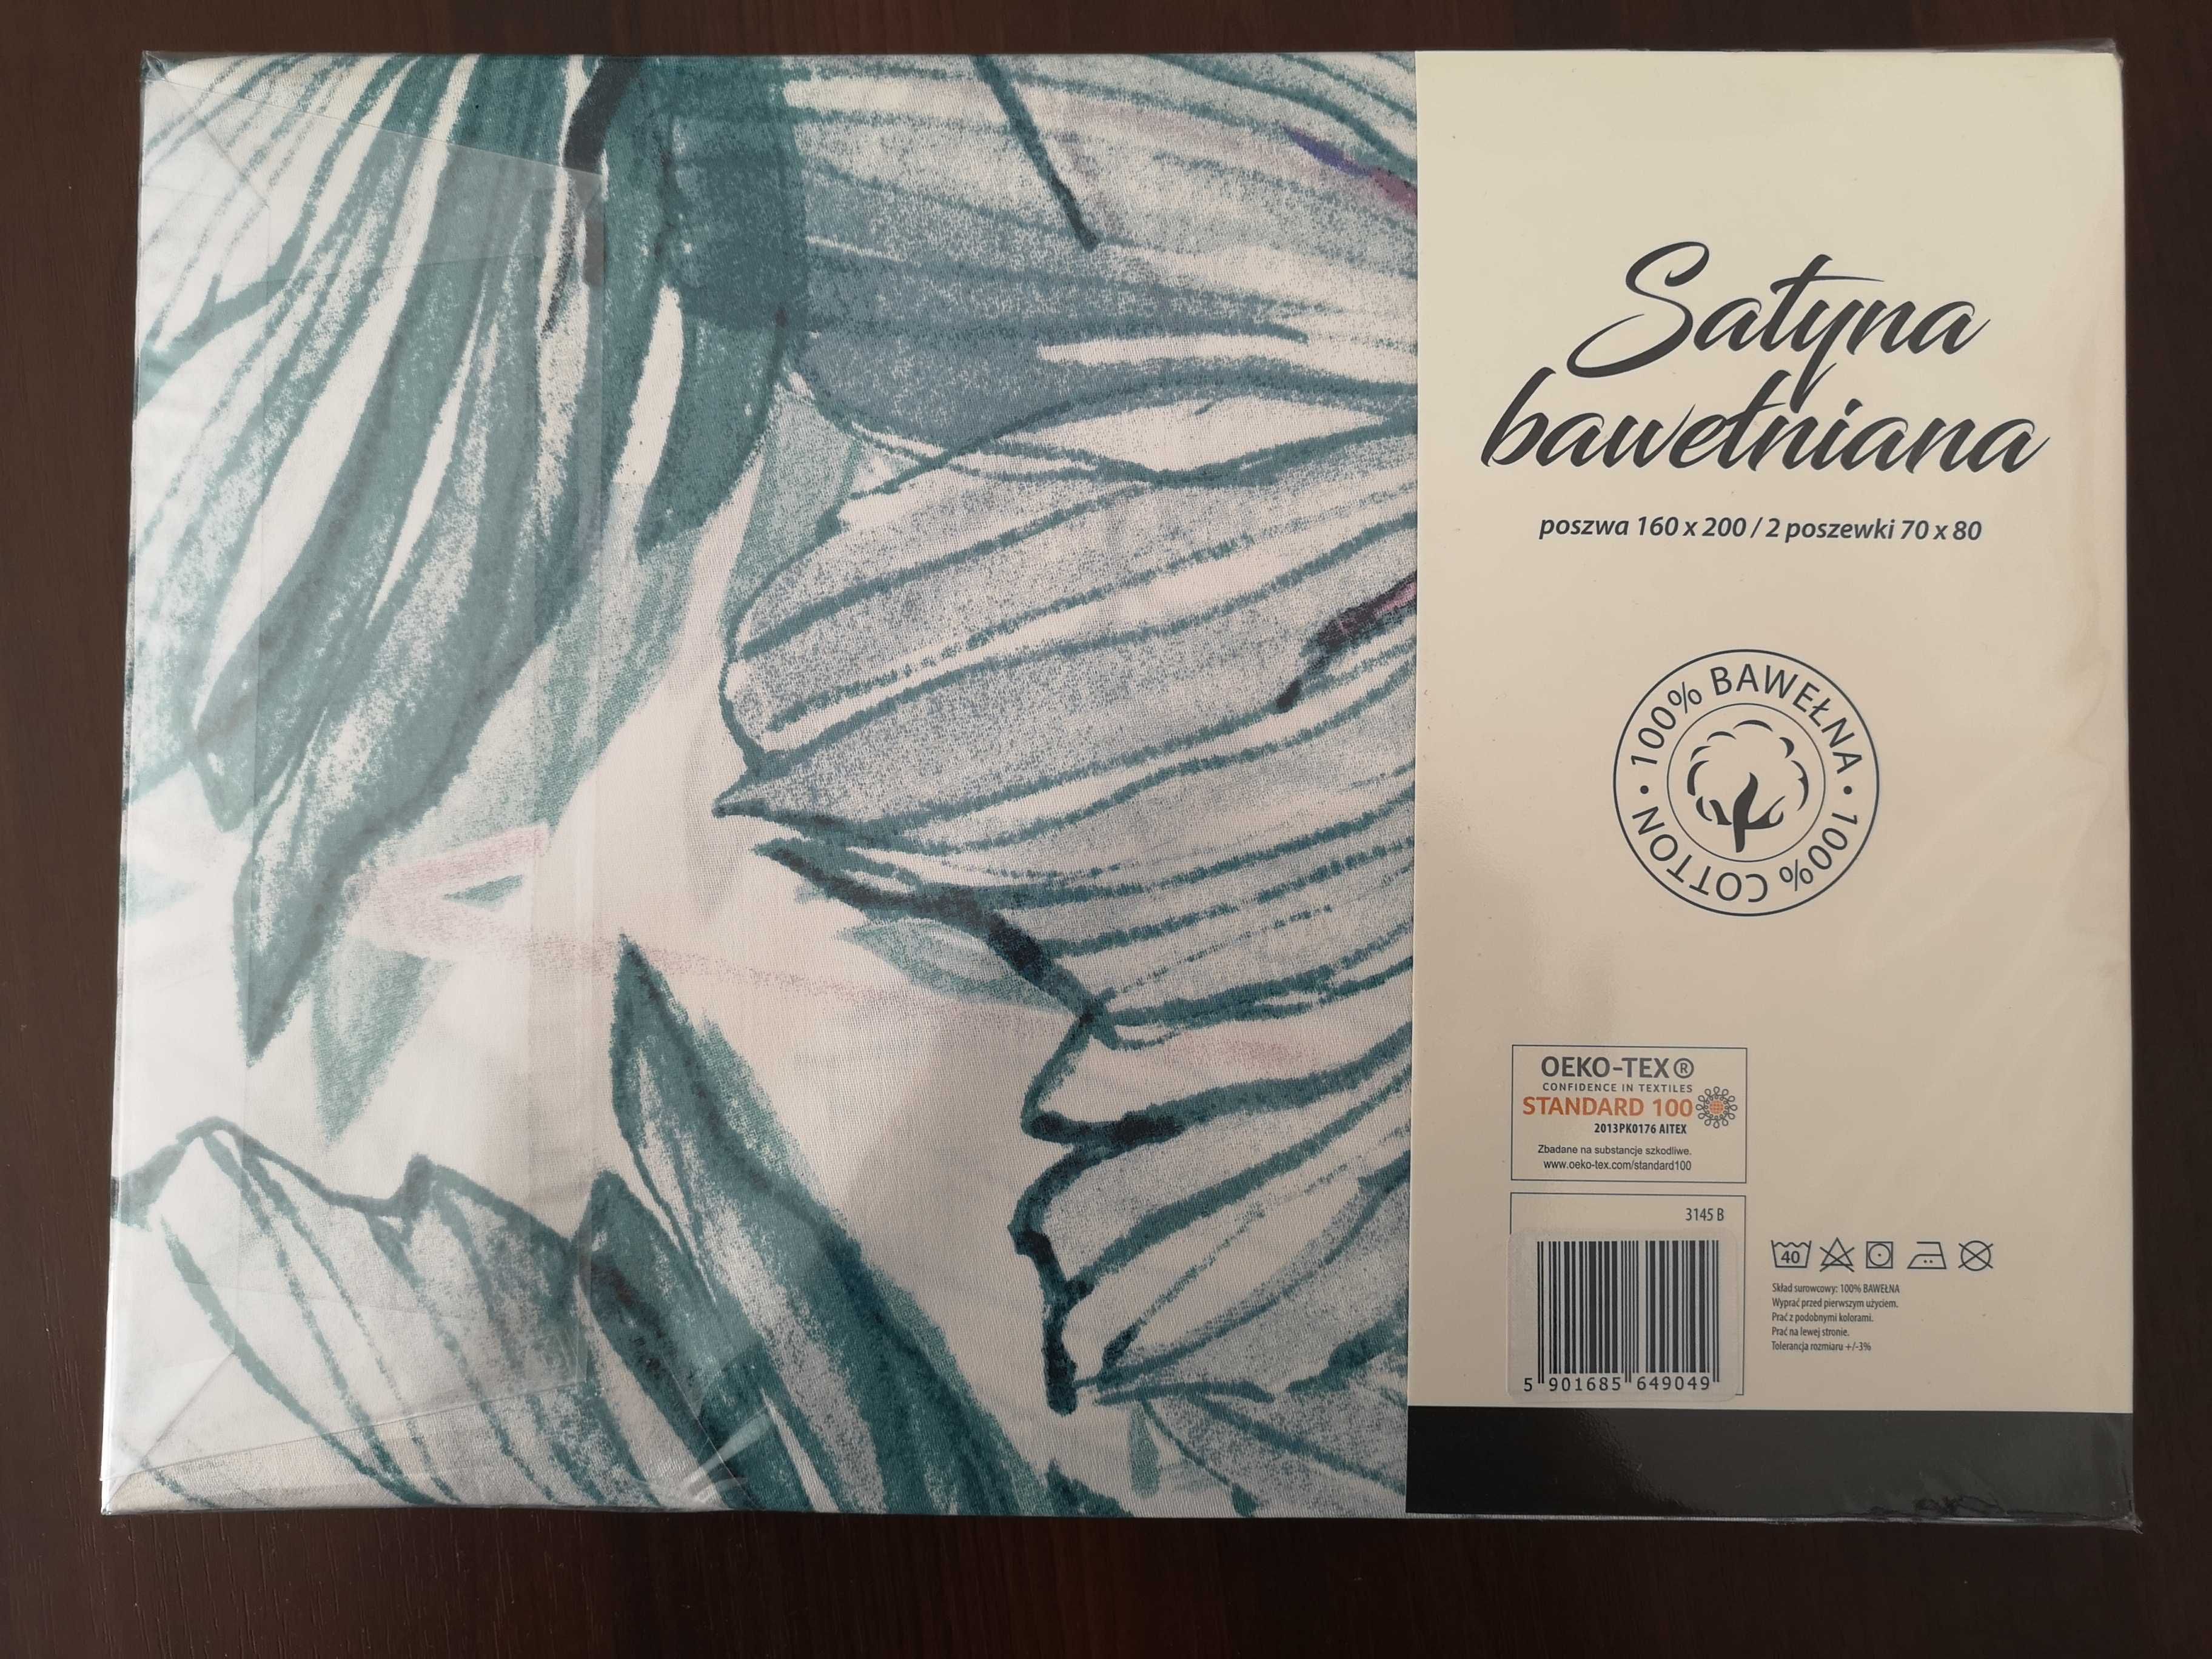 Satyna
bawełniana
poszwa 160 x 200 / 2 poszewki 70 x 80
100% BAWEŁNA • 100% COTTON •
OEKO-TEX®
CONFIDENCE IN TEXTILES
STANDARD 100
2013PK0176 AITEX
Zbadane na substancje szkodliwe.
www.oeko-tex.com/standard100
3145 B
5 901685 649049
40
Skład surowcowy: 100% BAWEŁNA
Wyprać przed pierwszym użyciem.
Prać z podobnymi kolorami.
Prać na lewej stronie.
Tolerancja rozmiaru +/-3%